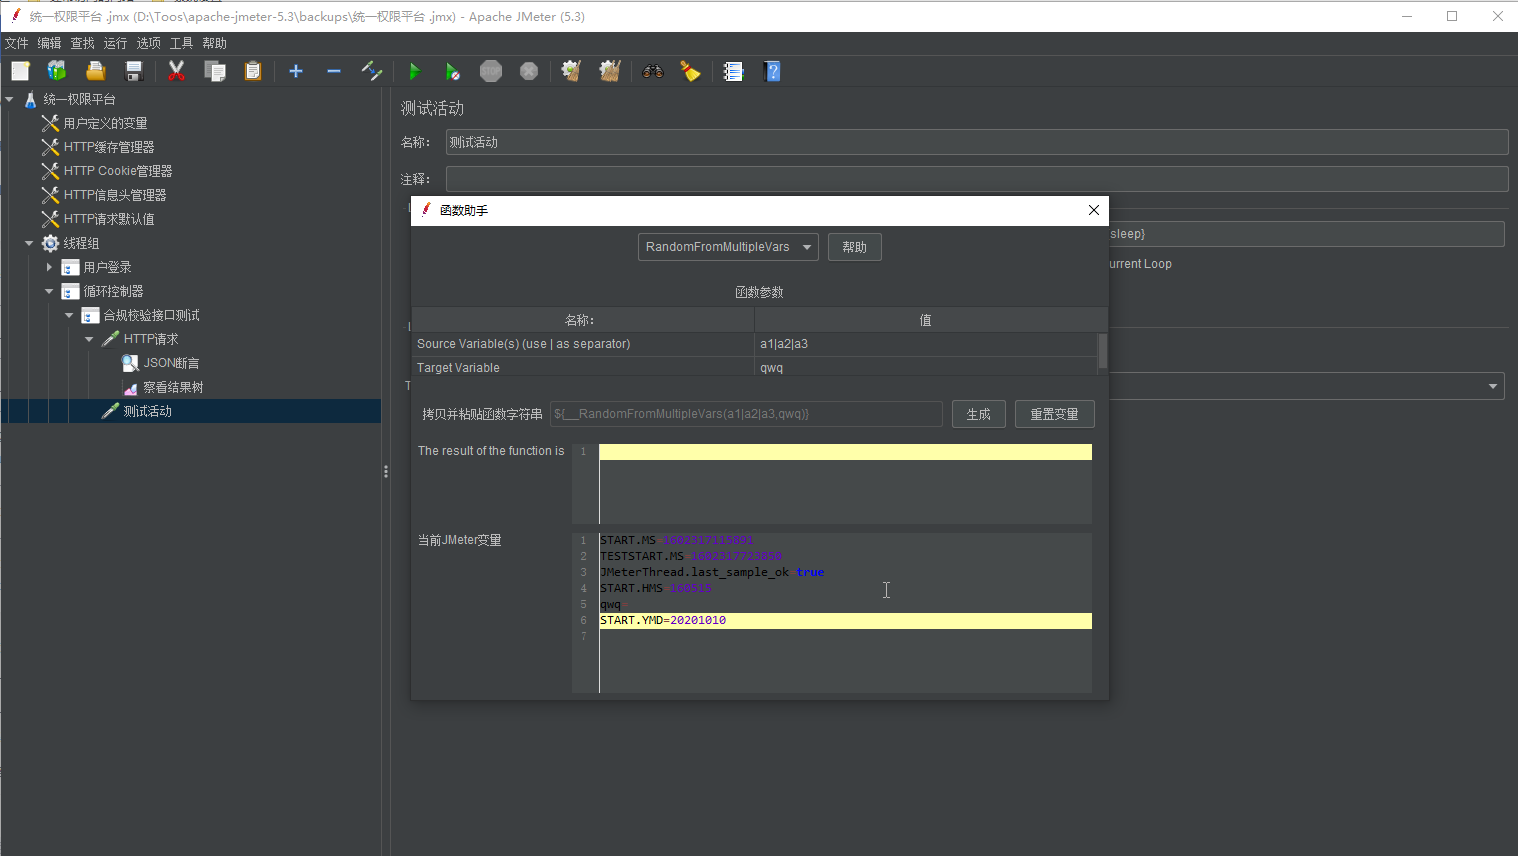 统一权限平台 .jmx (D:\Toos\apache-jmeter-5.3\backups\统一权限平台 .jmx) - Apache JMeter (5.3)
文件 编辑 查找 运行 选项 工具 帮助
STOP
统一权限平台
用户定义的变量
HTTP缓存管理器
HTTP Cookie管理器
HTTP信息头管理器
HTTP请求默认值
线程组
用户登录
循环控制器
合规校验接口测试
HTTP请求
JSON断言
察看结果树
测试活动
测试活动
名称： 测试活动
注释：
sleep}
urrent Loop
函数助手
RandomFromMultipleVars 帮助
函数参数
名称: 值
Source Variable(s) (use | as separator) a1|a2|a3
Target Variable qwq
拷贝并粘贴函数字符串 ${__RandomFromMultipleVars(a1|a2|a3,qwq)} 生成 重置变量
The result of the function is 1
当前JMeter变量
1 START.MS 1602317115891
2 TESTSTART.MS 1602317723850
3 JMeterThread.last_sample_ok true
4 START.HMS 160515
5 qwq
6 START.YMD=20201010
7